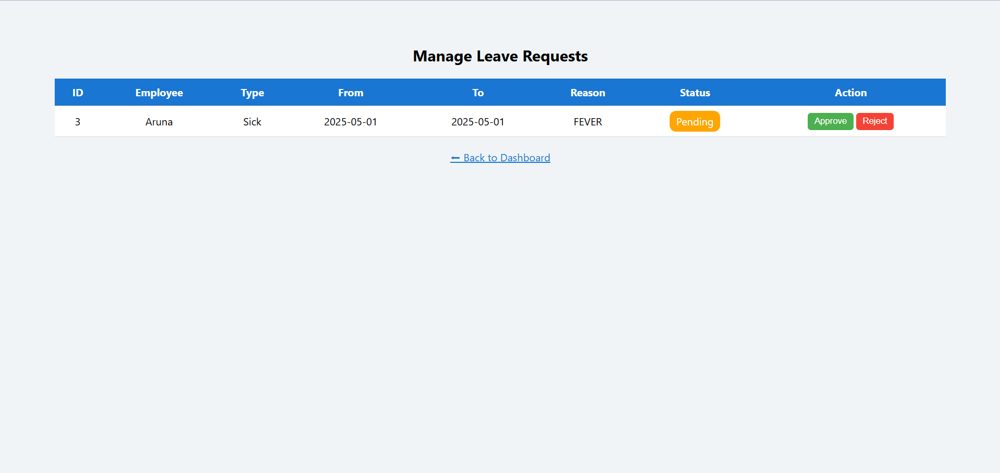 Manage Leave Requests
ID Employee Type From To Reason Status Action
3 Aruna Sick 2025-05-01 2025-05-01 FEVER Pending Approve Reject
← Back to Dashboard